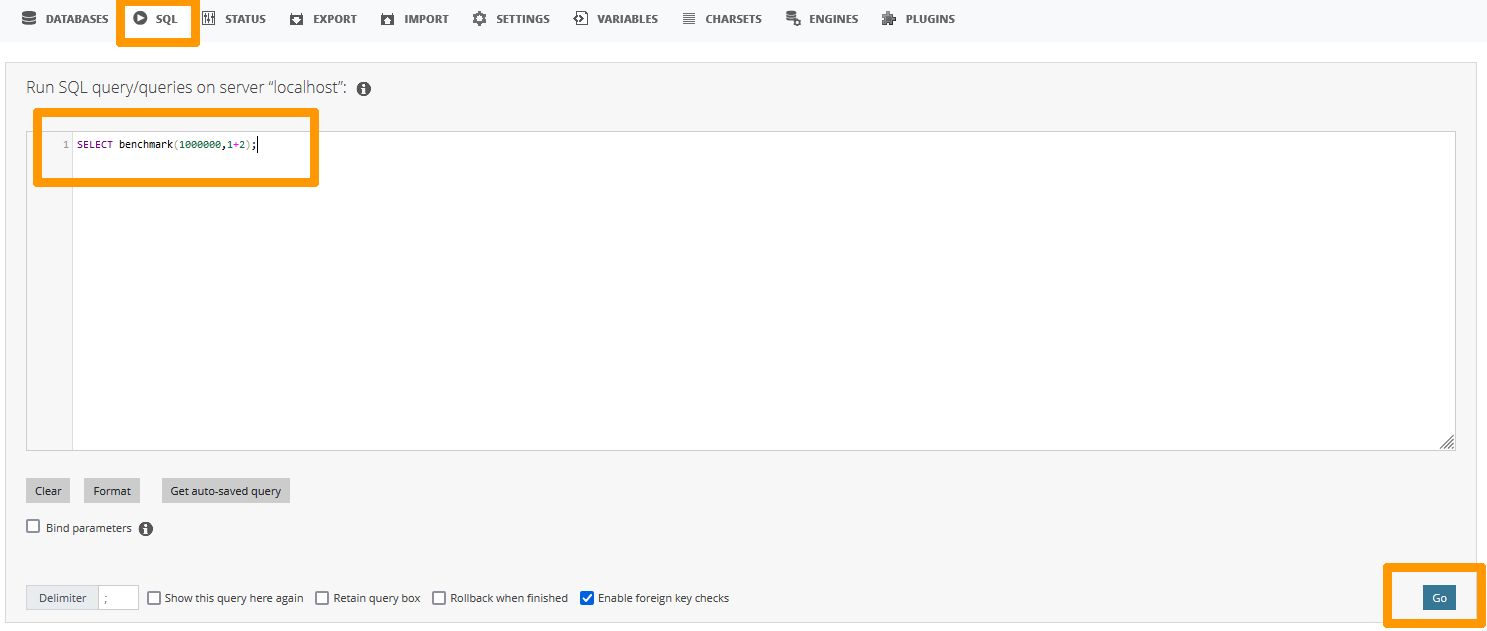 DATABASES SQL STATUS EXPORT IMPORT SETTINGS VARIABLES CHARSETS ENGINES PLUGINS
Run SQL query/queries on server “localhost”:
1 SELECT benchmark(1000000,1+2);
Clear Format Get auto-saved query
Bind parameters
Delimiter ; Show this query here again Retain query box Rollback when finished Enable foreign key checks Go